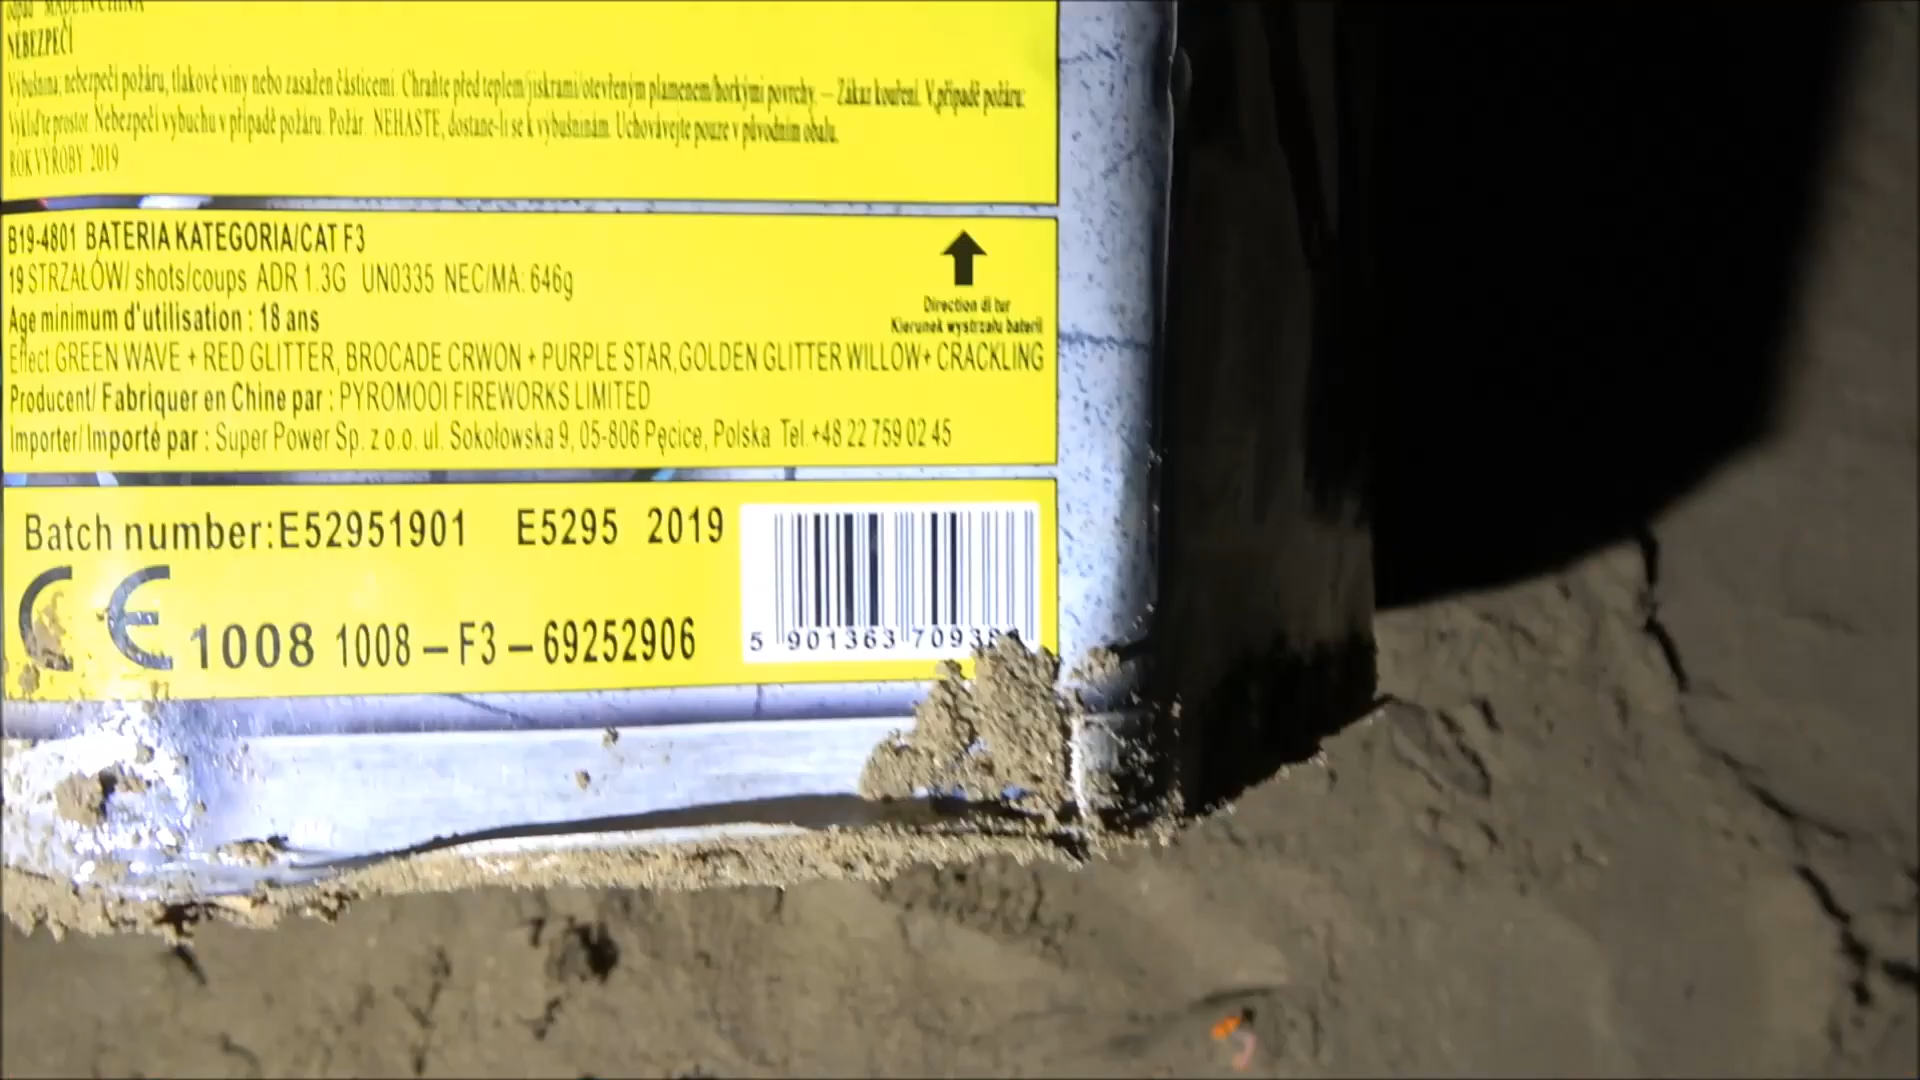 odpad MADE IN CHINA
NEBEZPEČÍ
Výbušnina, nebezpečí požáru, tlakové vlny nebo zasažen částicemi. Chraňte před teplem/jiskrami/otevřeným plamenem/horkými povrchy. – Zákaz kouření. V případě požáru:
Vykliďte prostor. Nebezpečí výbuchu v případě požáru. Požár NEHASTE, dostane-li se k výbušninám. Uchovávejte pouze v původním obalu.
ROK VÝROBY 2019
B19-4801 BATERIA KATEGORIA/CAT F3
19 STRZAŁÓW/ shots/coups ADR 1.3G UN0335 NEC/MA: 646g
Age minimum d'utilisation : 18 ans
Direction di tur
Kierunek wystrzału baterii
Effect GREEN WAVE + RED GLITTER, BROCADE CRWON + PURPLE STAR,GOLDEN GLITTER WILLOW+ CRACKLING
Producent/ Fabriquer en Chine par : PYROMOOI FIREWORKS LIMITED
Importer/ Importé par : Super Power Sp. z o.o. ul. Sokołowska 9, 05-806 Pęcice, Polska Tel. +48 22 759 02 45
Batch number:E52951901 E5295 2019
CE 1008 1008 – F3 – 69252906
5 901363 70938